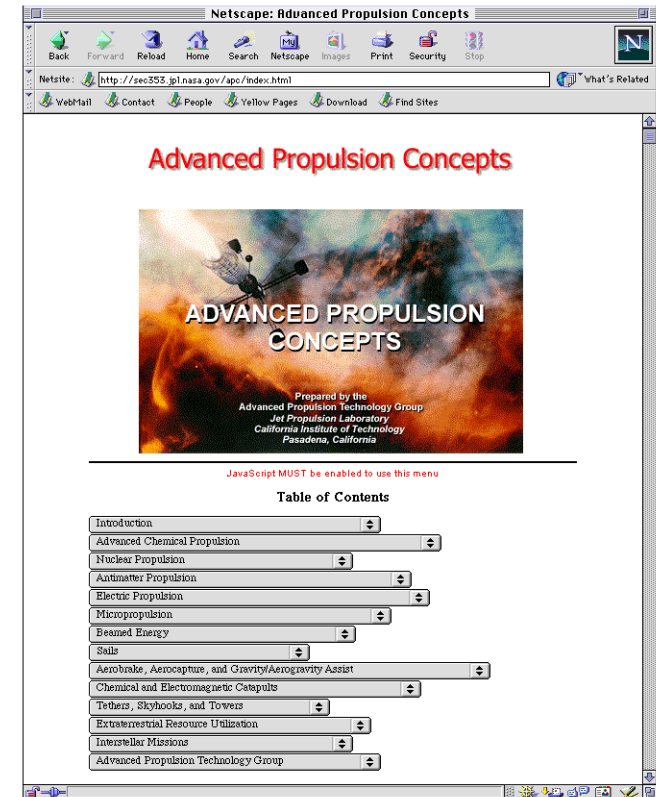 Netscape: Advanced Propulsion Concepts
Back Forward Reload Home Search Netscape Images Print Security Stop
My
N
Netsite: http://sec353.jpl.nasa.gov/apc/index.html What's Related
WebMail Contact People Yellow Pages Download Find Sites
Advanced Propulsion Concepts
ADVANCED PROPULSION
CONCEPTS
Prepared by the
Advanced Propulsion Technology Group
Jet Propulsion Laboratory
California Institute of Technology
Pasadena, California
JavaScript MUST be enabled to use this menu
Table of Contents
Introduction
Advanced Chemical Propulsion
Nuclear Propulsion
Antimatter Propulsion
Electric Propulsion
Micropropulsion
Beamed Energy
Sails
Aerobrake, Aerocapture, and Gravity/Aerogravity Assist
Chemical and Electromagnetic Catapults
Tethers, Skyhooks, and Towers
Extraterrestrial Resource Utilization
Interstellar Missions
Advanced Propulsion Technology Group